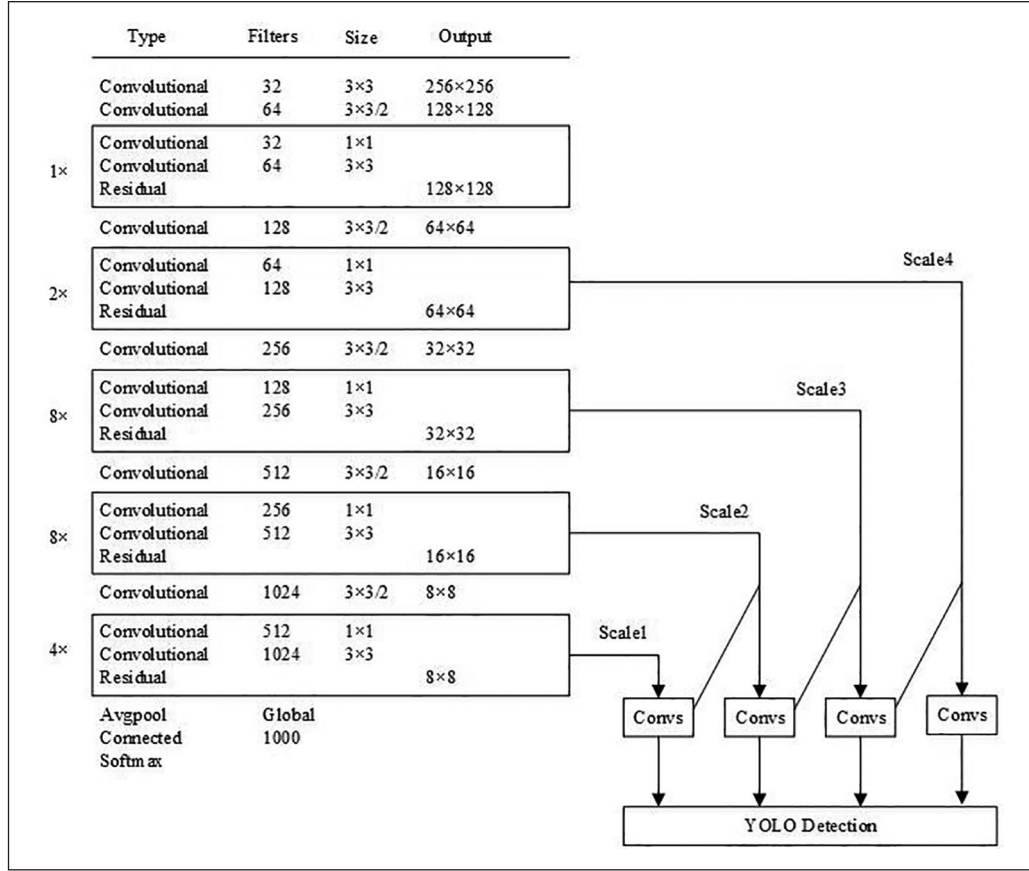 Type Filters Size Output
Convolutional 32 3×3 256×256
Convolutional 64 3×3/2 128×128
Convolutional 32 1×1
1× Convolutional 64 3×3
Residual 128×128
Convolutional 128 3×3/2 64×64
Convolutional 64 1×1
2× Convolutional 128 3×3
Residual 64×64
Convolutional 256 3×3/2 32×32
Convolutional 128 1×1
8× Convolutional 256 3×3
Residual 32×32
Convolutional 512 3×3/2 16×16
Convolutional 256 1×1
8× Convolutional 512 3×3
Residual 16×16
Convolutional 1024 3×3/2 8×8
Convolutional 512 1×1
4× Convolutional 1024 3×3
Residual 8×8
Avgpool Global
Connected 1000
Softmax
Scale4
Scale3
Scale2
Scale1
Convs Convs Convs Convs
YOLO Detection